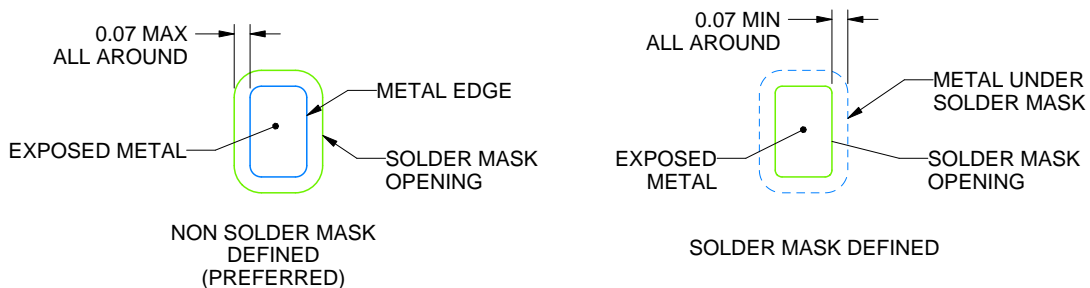 0.07 MAX
ALL AROUND
METAL EDGE
EXPOSED METAL
SOLDER MASK
OPENING
NON SOLDER MASK
DEFINED
(PREFERRED)
0.07 MIN
ALL AROUND
METAL UNDER
SOLDER MASK
EXPOSED
METAL
SOLDER MASK
OPENING
SOLDER MASK DEFINED